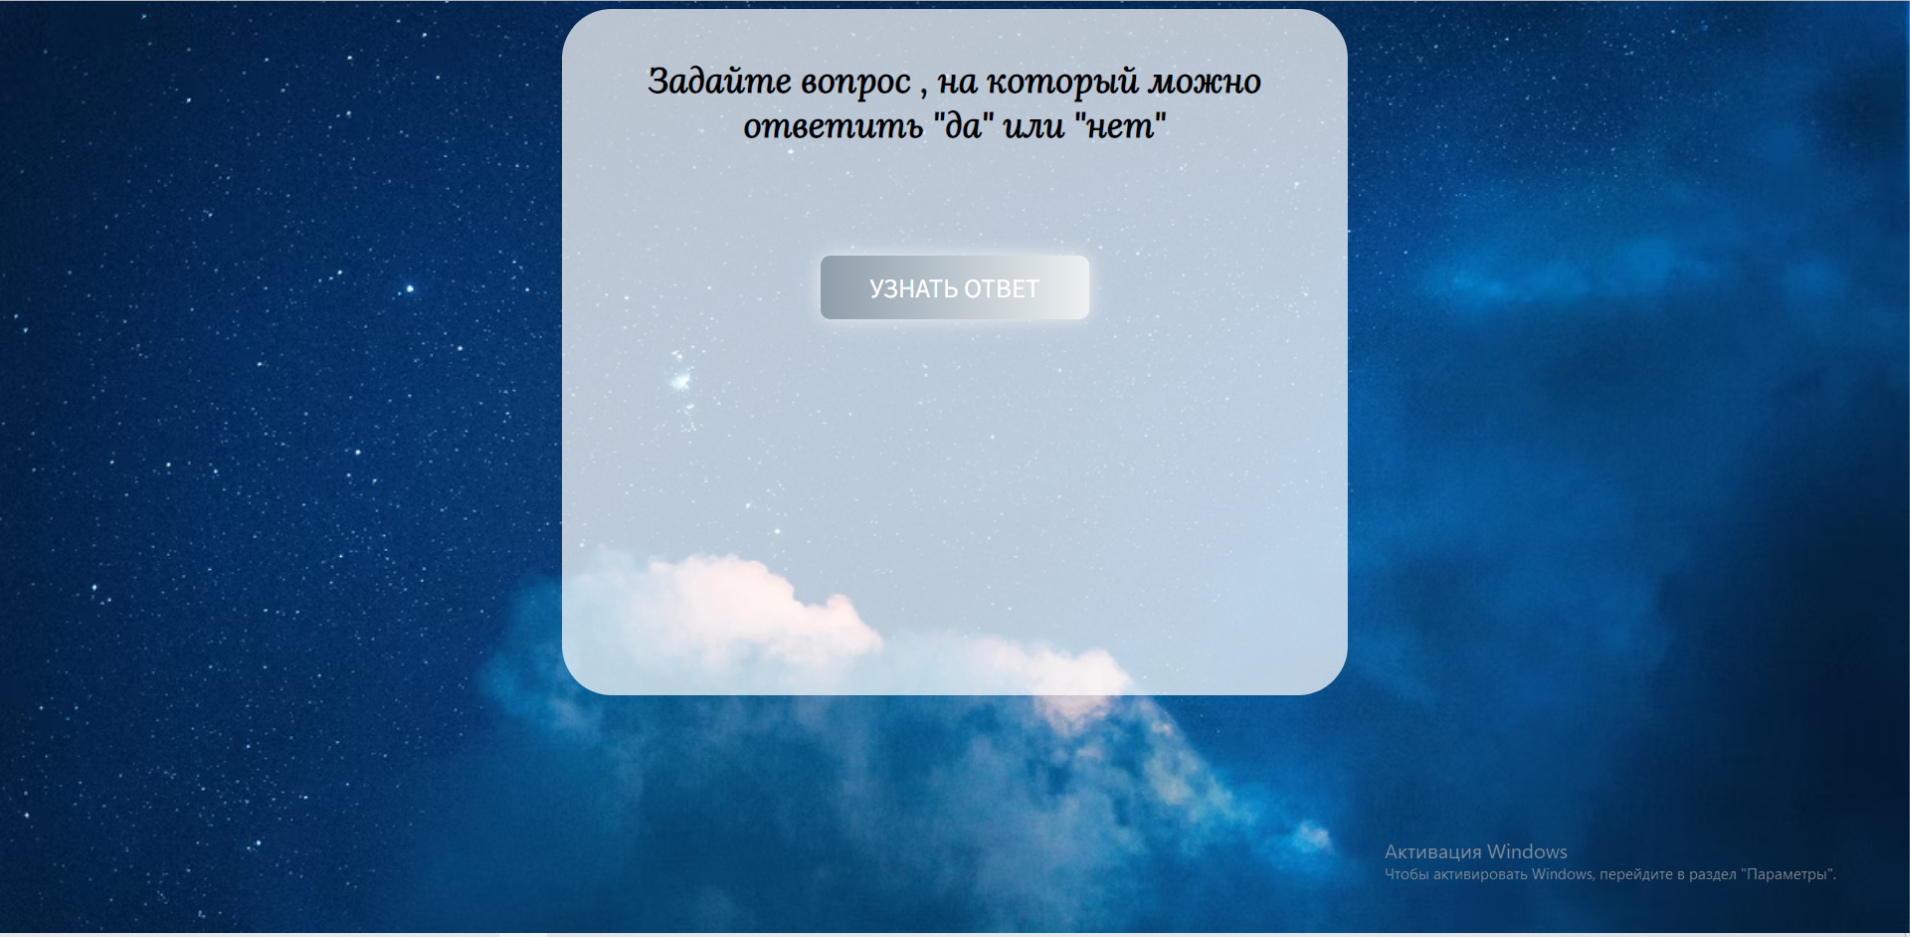 Задайте вопрос , на который можно
ответить "да" или "нет"
УЗНАТЬ ОТВЕТ
Активация Windows
Чтобы активировать Windows, перейдите в раздел "Параметры".